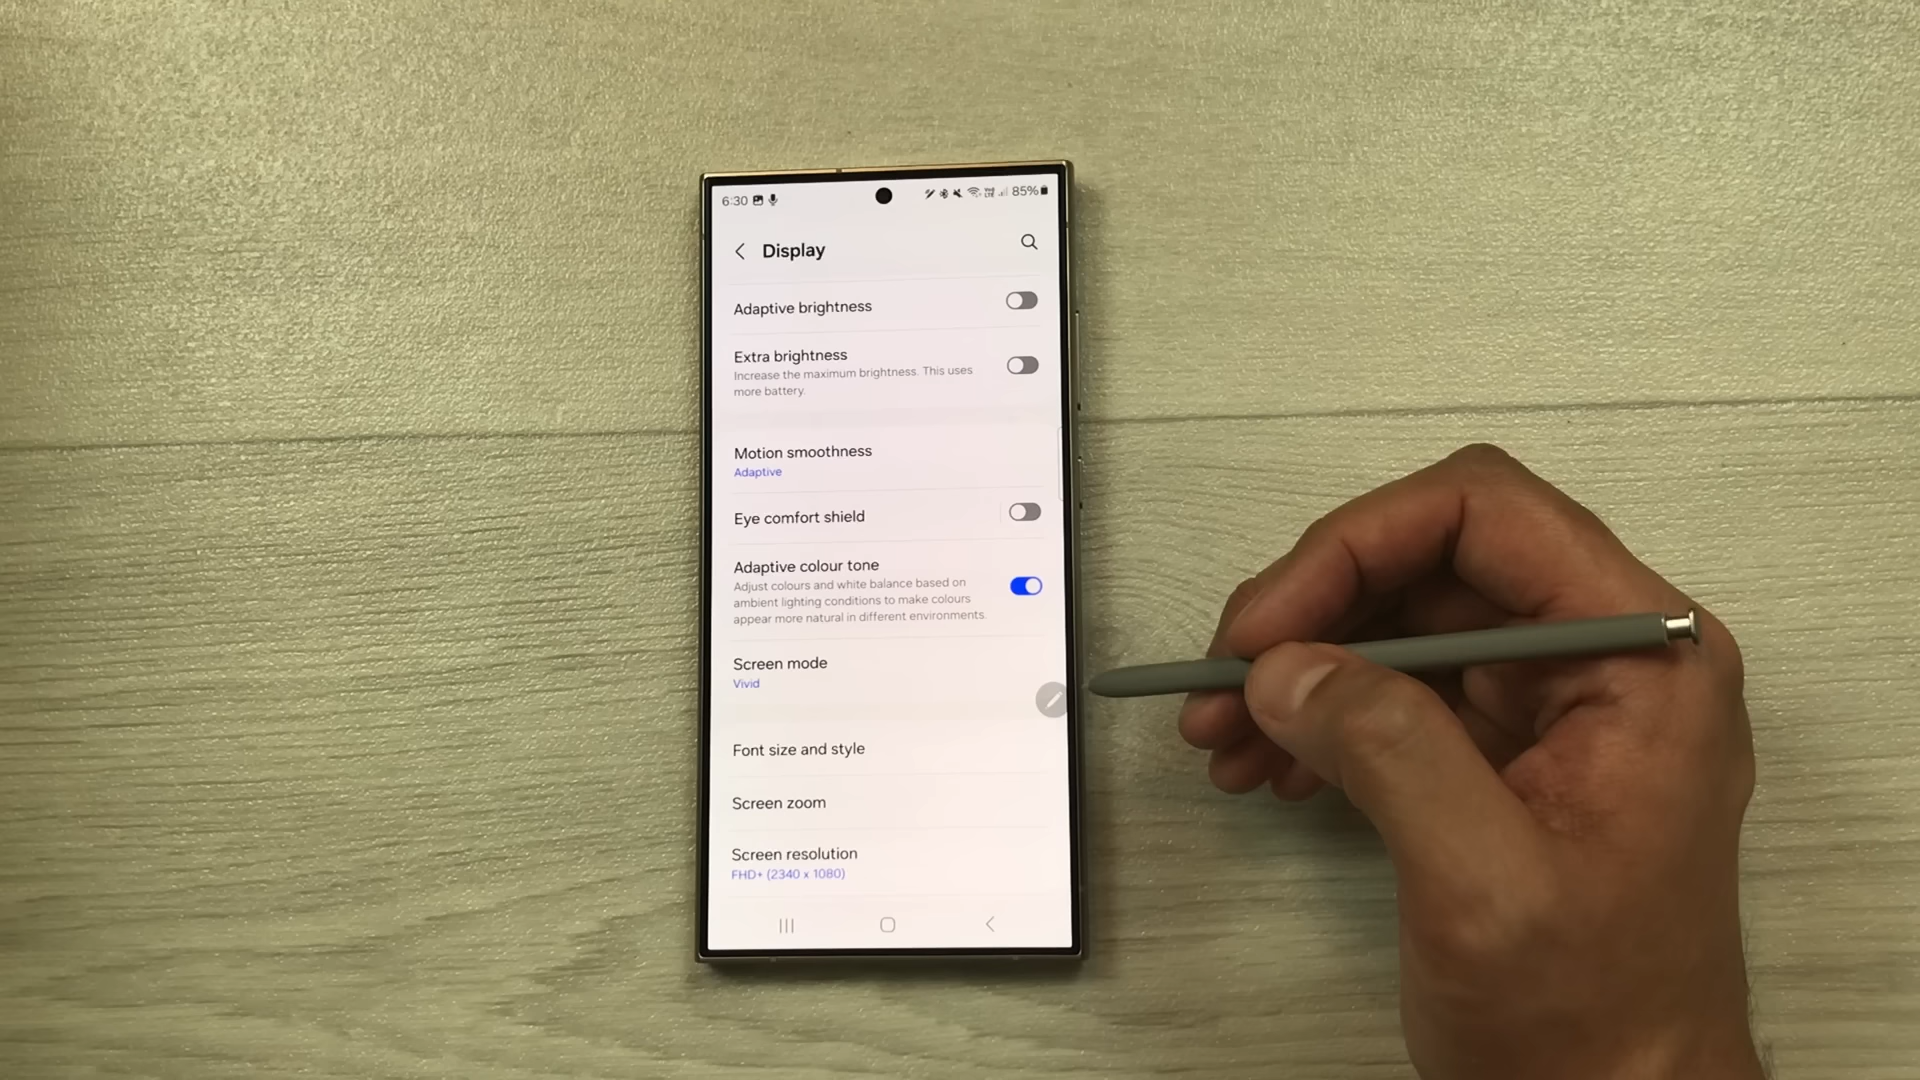 6:30 85%
Display
Adaptive brightness
Extra brightness
Increase the maximum brightness. This uses
more battery.
Motion smoothness
Adaptive
Eye comfort shield
Adaptive colour tone
Adjust colours and white balance based on
ambient lighting conditions to make colours
appear more natural in different environments.
Screen mode
Vivid
Font size and style
Screen zoom
Screen resolution
FHD+ (2340 x 1080)